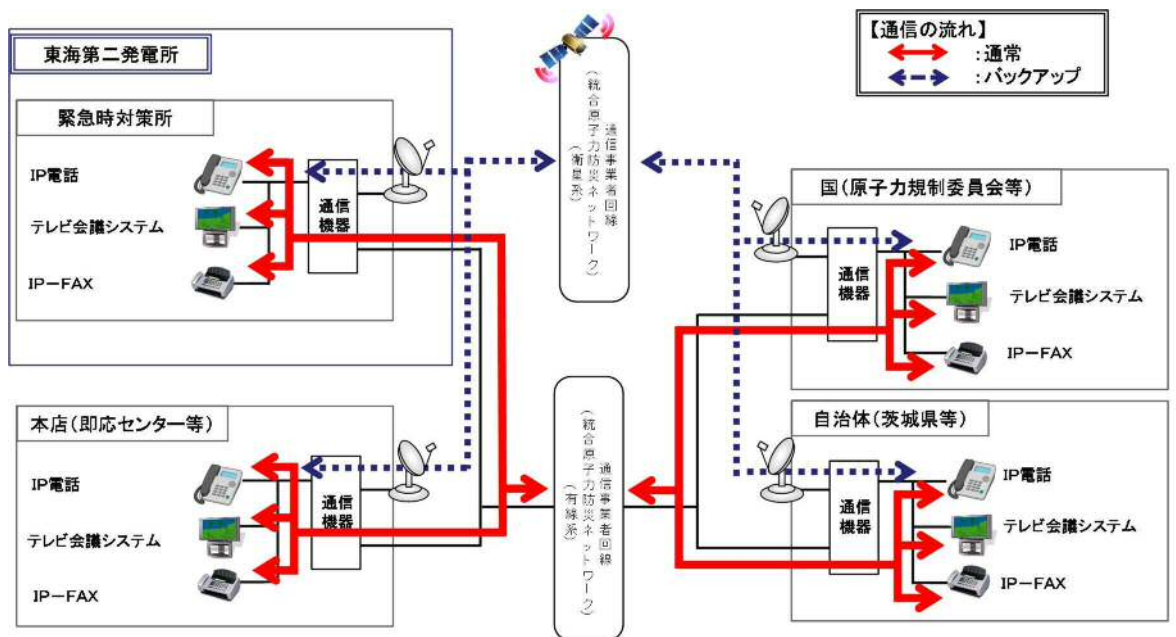 東海第二発電所
緊急時対策所
IP電話
テレビ会議システム
IP－FAX
通信
機器
本店（即応センター等）
IP電話
テレビ会議システム
IP－FAX
通信
機器
通信事業者回線
（統合原子力防災ネットワーク）
（衛星系）
通信事業者回線
（統合原子力防災ネットワーク）
（有線系）
【通信の流れ】
：通常
：バックアップ
国（原子力規制委員会等）
通信
機器
IP電話
テレビ会議システム
IP－FAX
自治体（茨城県等）
通信
機器
IP電話
テレビ会議システム
IP－FAX